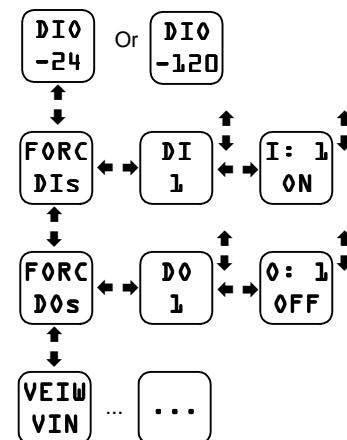 DIO
-24
Or
DIO
-120
FORC
DIs
DI
1
I: 1
ON
FORC
DOs
DO
1
O: 1
OFF
VEIW
VIN
...
...